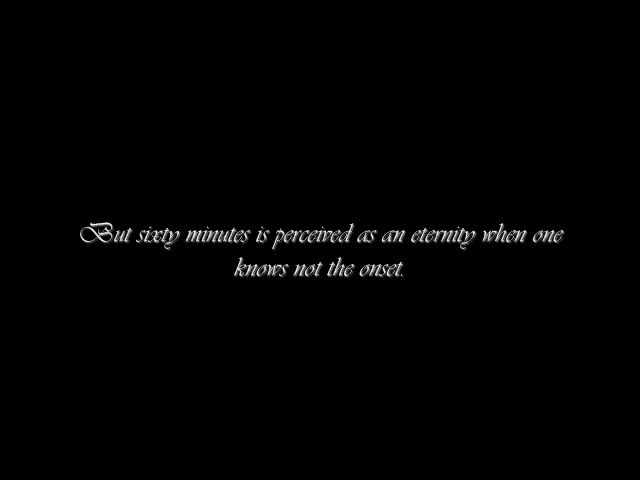 But sixty minutes is perceived as an eternity when one
knows not the onset.